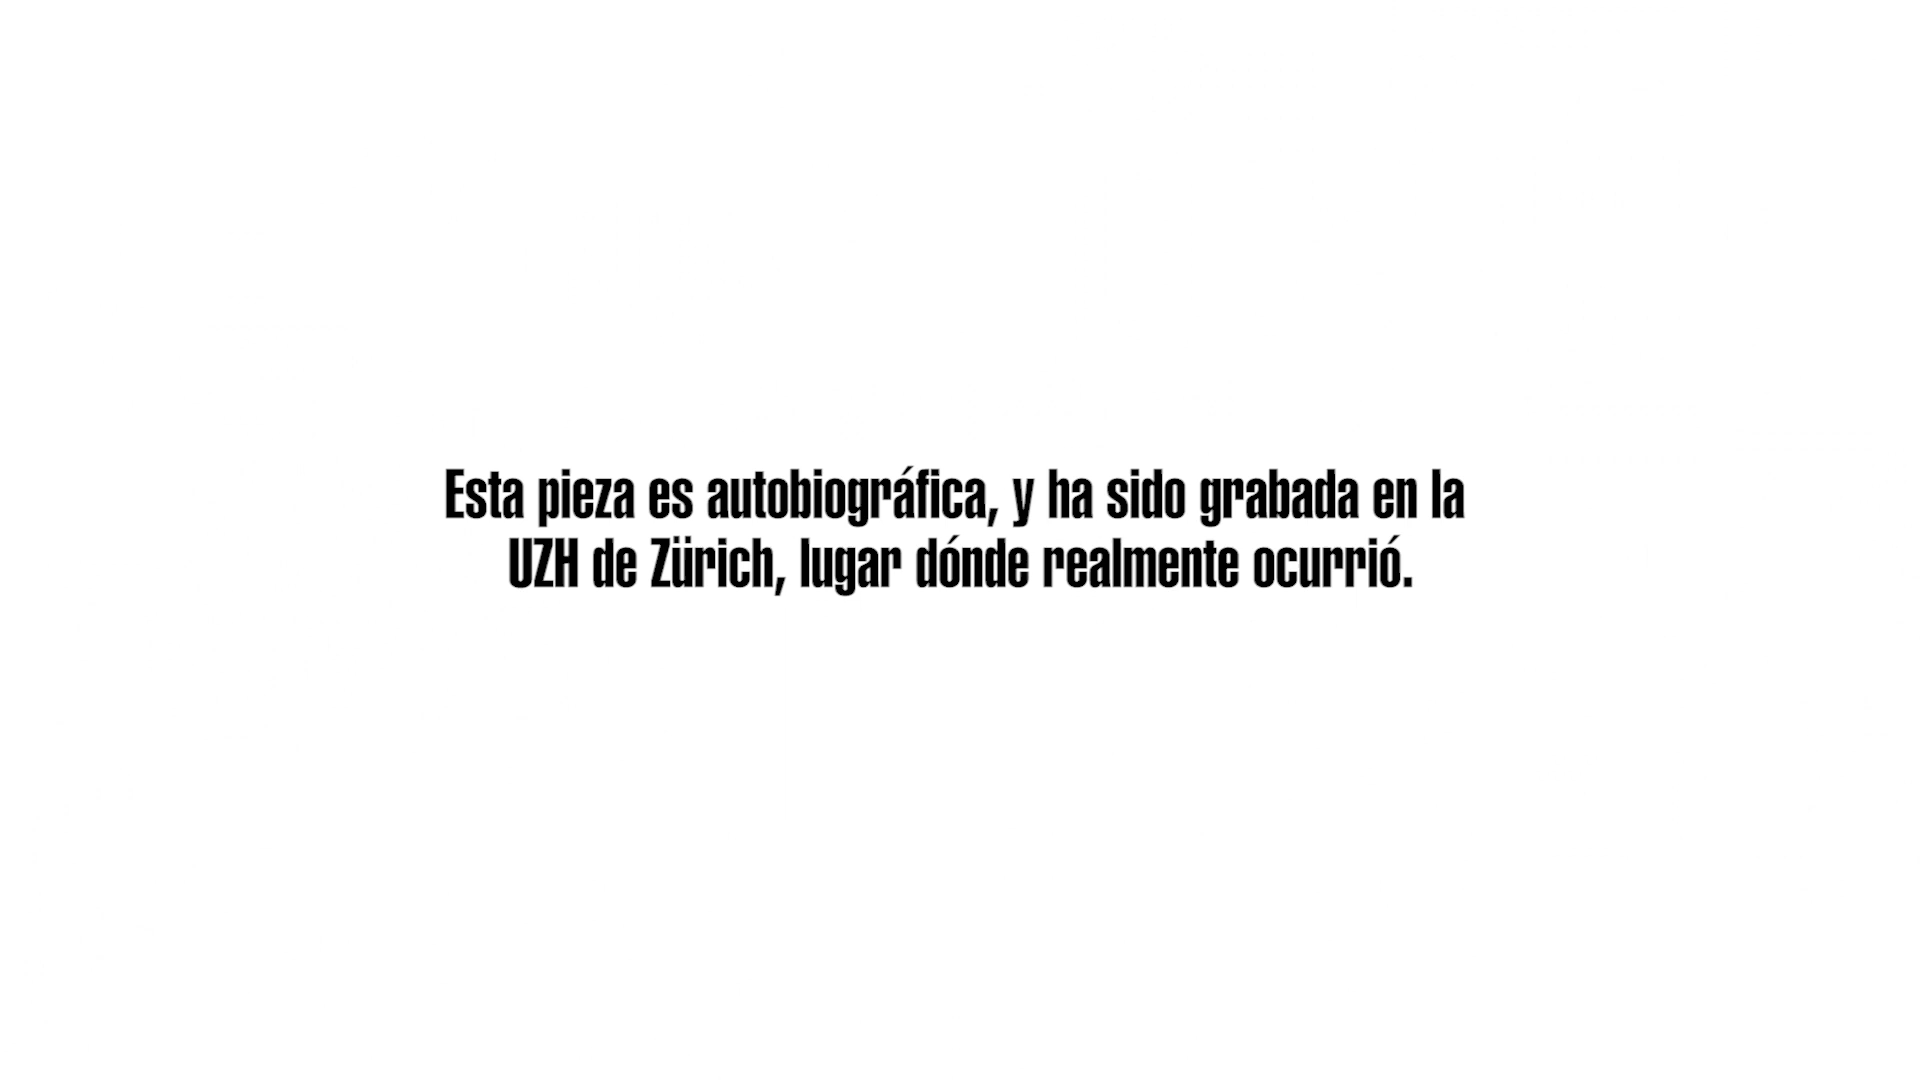 Esta pieza es autobiográfica, y ha sido grabada en la
UZH de Zürich, lugar dónde realmente ocurrió.